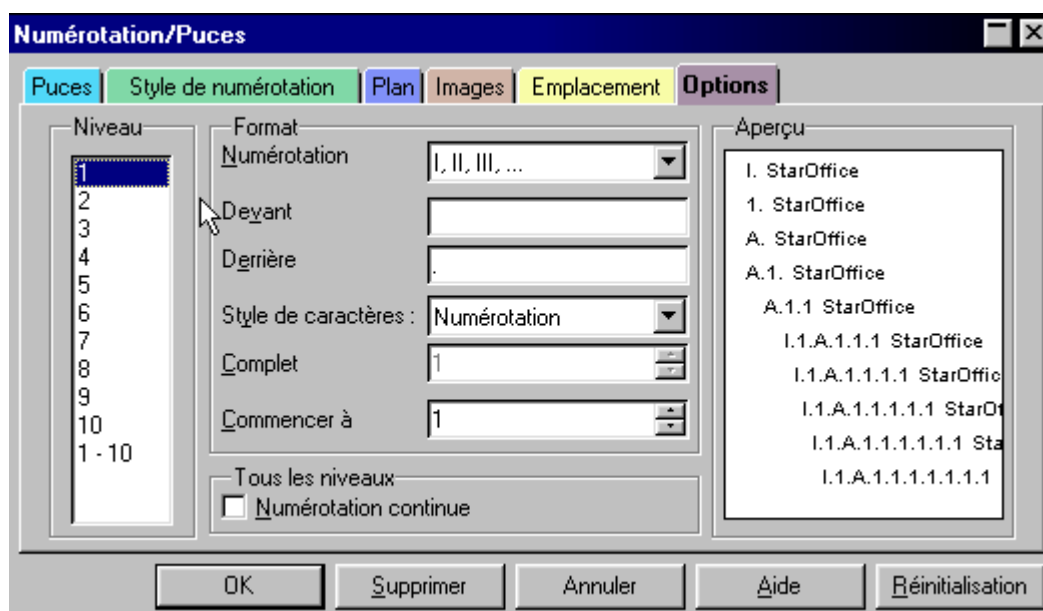 Numérotation/Puces
Puces
Style de numérotation
Plan
Images
Emplacement
Options
Niveau
1
2
3
4
5
6
7
8
9
10
1 - 10
Format
Numérotation
I, II, III, ...
Devant
Derrière
.
Style de caractères :
Numérotation
Complet
1
Commencer à
1
Tous les niveaux
Numérotation continue
Aperçu
I. StarOffice
1. StarOffice
A. StarOffice
A.1. StarOffice
A.1.1 StarOffice
I.1.A.1.1.1 StarOffice
I.1.A.1.1.1.1 StarOffic
I.1.A.1.1.1.1.1 StarOf
I.1.A.1.1.1.1.1.1 Sta
I.1.A.1.1.1.1.1.1.1
OK
Supprimer
Annuler
Aide
Réinitialisation